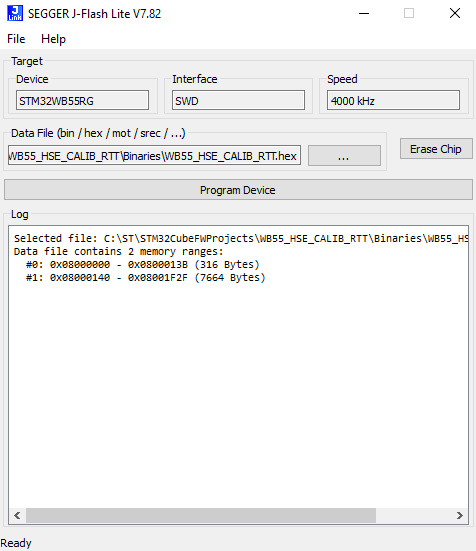 SEGGER J-Flash Lite V7.82
File Help
Target
Device Interface Speed
STM32WB55RG SWD 4000 kHz
Data File (bin / hex / mot / srec / ...)
WB55_HSE_CALIB_RTT\Binaries\WB55_HSE_CALIB_RTT.hex ... Erase Chip
Program Device
Log
Selected file: C:\ST\STM32CubeFWProjects\WB55_HSE_CALIB_RTT\Binaries\WB55_HS
Data file contains 2 memory ranges:
#0: 0x08000000 - 0x0800013B (316 Bytes)
#1: 0x08000140 - 0x08001F2F (7664 Bytes)
Ready